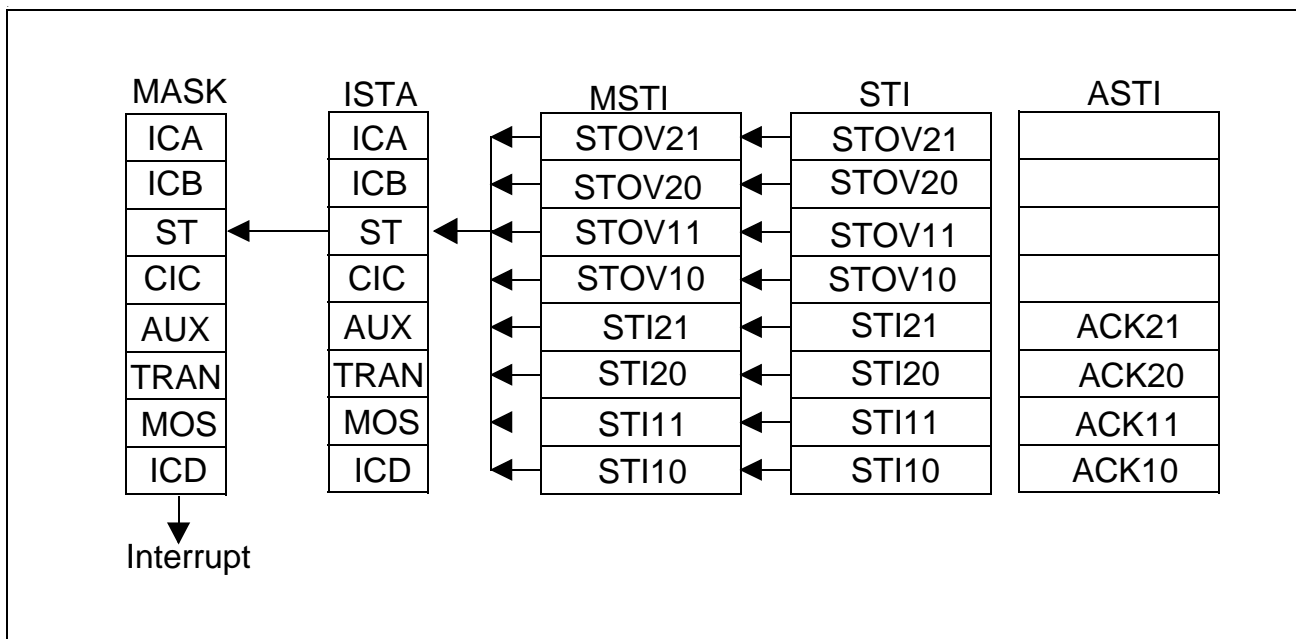 MASK ISTA MSTI STI ASTI
ICA ICA STOV21 STOV21
ICB ICB STOV20 STOV20
ST ST STOV11 STOV11
CIC CIC STOV10 STOV10
AUX AUX STI21 STI21 ACK21
TRAN TRAN STI20 STI20 ACK20
MOS MOS STI11 STI11 ACK11
ICD ICD STI10 STI10 ACK10
Interrupt